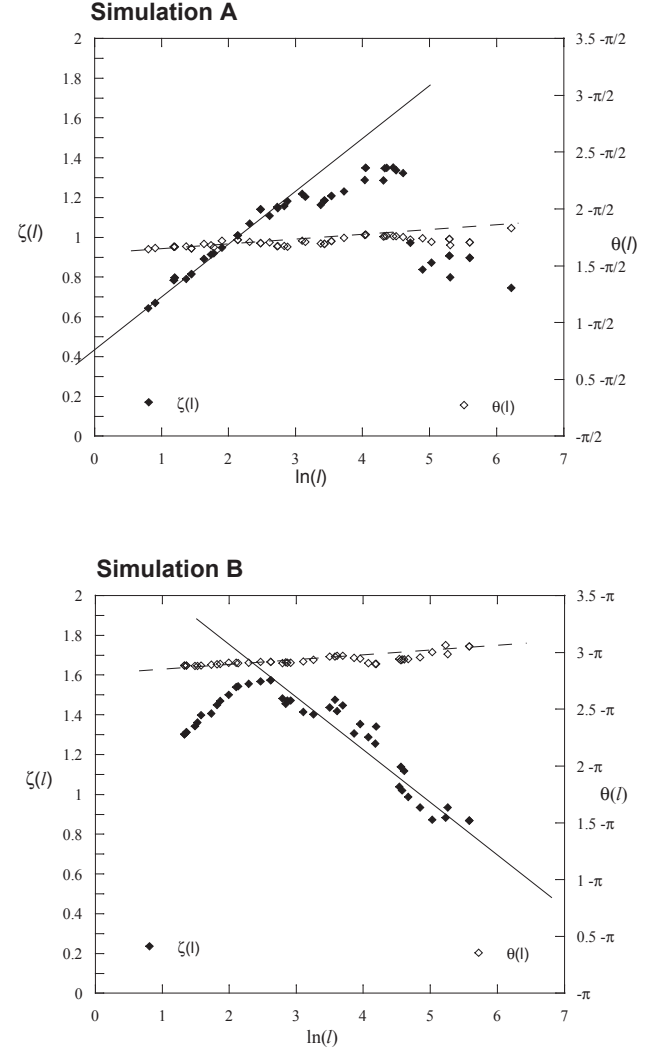 Simulation A
2 3.5 -π/2
1.8 3 -π/2
1.6 2.5 -π/2
1.4
1.2 2 -π/2
ζ(l) 1 θ(l)
0.8 1.5 -π/2
0.6 1 -π/2
0.4 0.5 -π/2
0.2 ζ(l) θ(l)
0 -π/2
0 1 2 3 4 5 6 7
ln(l)
Simulation B
2 3.5 -π
1.8 3 -π
1.6 2.5 -π
1.4
1.2 2 -π
ζ(l) 1 θ(l)
0.8 1.5 -π
0.6 1 -π
0.4 0.5 -π
0.2 ζ(l) θ(l)
0 -π
0 1 2 3 4 5 6 7
ln(l)